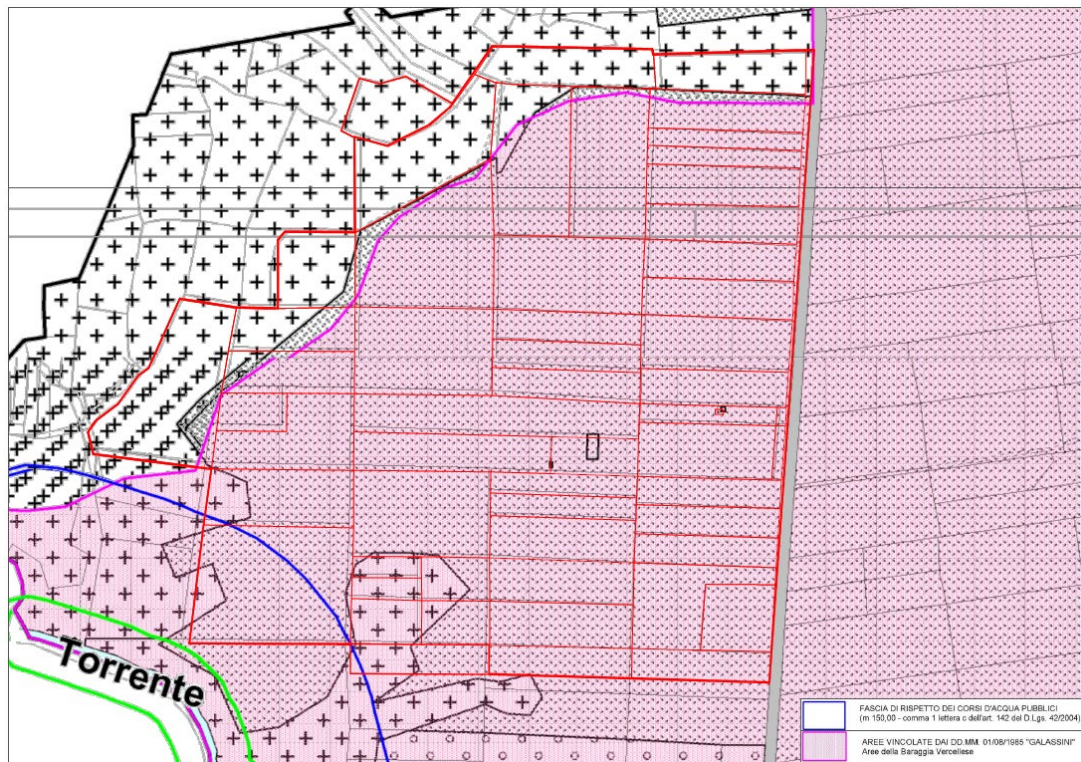 Torrente
FASCIA DI RISPETTO DEI CORSI D'ACQUA PUBBLICI
(m 150,00 - comma 1 lettera c dell'art. 142 del D.Lgs. 42/2004)
AREE VINCOLATE DAI DD.MM. 01/08/1985 "GALASSINI"
Aree della Baraggia Vercellese